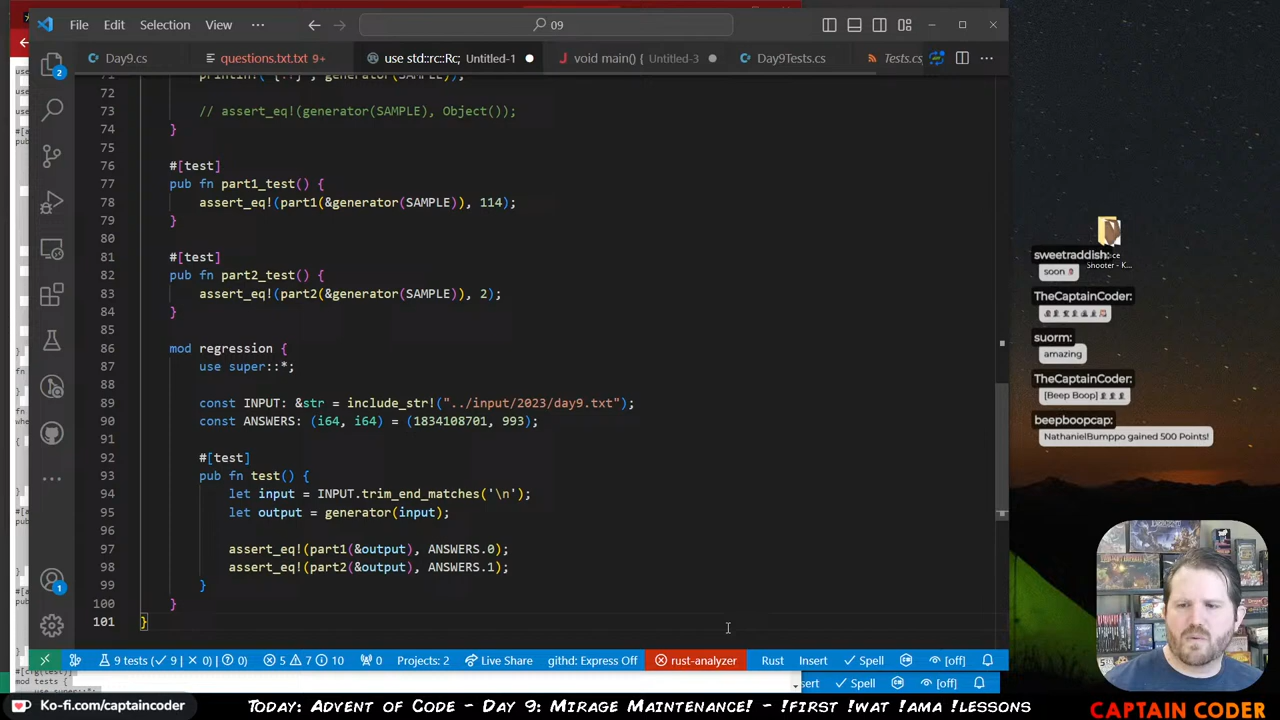 File Edit Selection View ··· 09
Day9.cs questions.txt.txt 9+ use std::rc::Rc; Untitled-1 void main() { Untitled-3 Day9Tests.cs Tests.cs
72
73 // assert_eq!(generator(SAMPLE), Object());
74 }
75
76 #[test]
77 pub fn part1_test() {
78 assert_eq!(part1(&generator(SAMPLE)), 114);
79 }
80
81 #[test]
82 pub fn part2_test() {
83 assert_eq!(part2(&generator(SAMPLE)), 2);
84 }
85
86 mod regression {
87 use super::*;
88
89 const INPUT: &str = include_str!("../input/2023/day9.txt");
90 const ANSWERS: (i64, i64) = (1834108701, 993);
91
92 #[test]
93 pub fn test() {
94 let input = INPUT.trim_end_matches('\n');
95 let output = generator(input);
96
97 assert_eq!(part1(&output), ANSWERS.0);
98 assert_eq!(part2(&output), ANSWERS.1);
99 }
100 }
101 }
9 tests (✓ 9 | × 0) | (? 0) 5 7 10 0 Projects: 2 Live Share githd: Express Off rust-analyzer Rust Insert Spell [off]
Spell [off]
mod tests {
use super::*;
Shooter - K...
sweetraddish:
soon
TheCaptainCoder:
suorm:
amazing
TheCaptainCoder:
[Beep Boop]
beepboopcap:
NathanielBumppo gained 500 Points!
Ko-fi.com/captaincoder
Today: Advent of Code - Day 9: Mirage Maintenance! - !first !wat !ama !lessons
CAPTAIN CODER